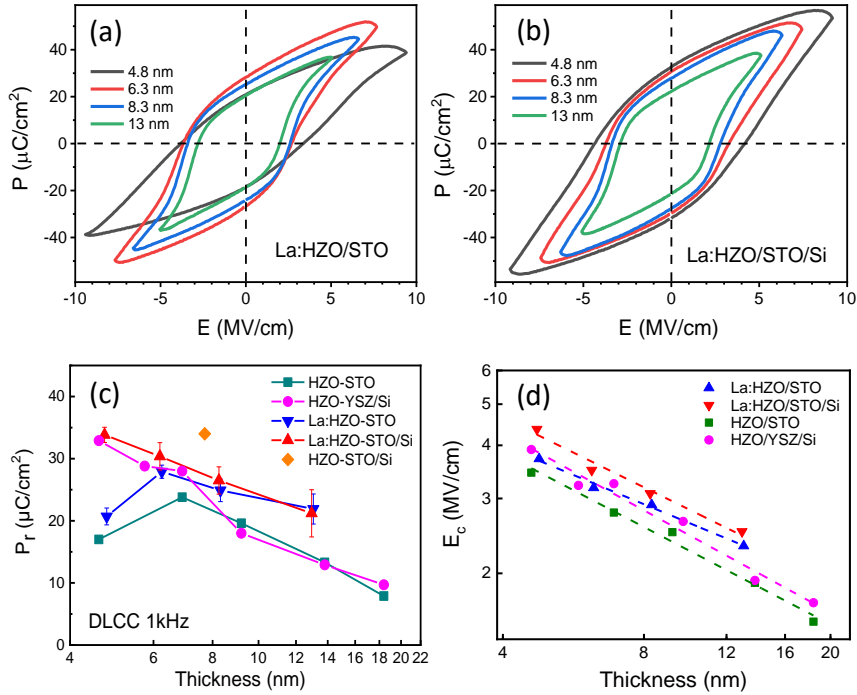 (a)
P (μC/cm²)
40
20
0
-20
-40
4.8 nm
6.3 nm
8.3 nm
13 nm
La:HZO/STO
-10 -5 0 5 10
E (MV/cm)
(b)
P (μC/cm²)
40
20
0
-20
-40
4.8 nm
6.3 nm
8.3 nm
13 nm
La:HZO/STO/Si
-10 -5 0 5 10
E (MV/cm)
(c)
Pr (μC/cm²)
40
30
20
10
0
HZO-STO
HZO-YSZ/Si
La:HZO-STO
La:HZO-STO/Si
HZO-STO/Si
DLCC 1kHz
4 6 8 10 12 14 16 18 20 22
Thickness (nm)
(d)
Ec (MV/cm)
6
5
4
3
2
La:HZO/STO
La:HZO/STO/Si
HZO/STO
HZO/YSZ/Si
4 8 12 16 20
Thickness (nm)